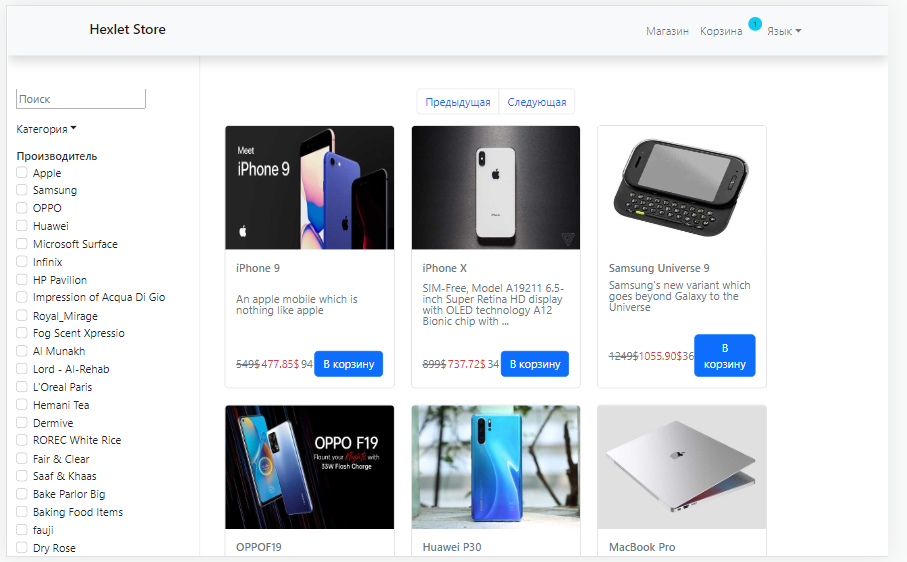 Hexlet Store
Магазин Корзина 1 Язык
Поиск
Категория
Производитель
Apple
Samsung
OPPO
Huawei
Microsoft Surface
Infinix
HP Pavilion
Impression of Acqua Di Gio
Royal_Mirage
Fog Scent Xpressio
Al Munakh
Lord - Al-Rehab
L'Oreal Paris
Hemani Tea
Dermive
ROREC White Rice
Fair & Clear
Saaf & Khaas
Bake Parlor Big
Baking Food Items
fauji
Dry Rose
Предыдущая Следующая
Meet
iPhone 9
iPhone 9
An apple mobile which is
nothing like apple
549$ 477.85$ 94 В корзину
iPhone X
SIM-Free, Model A19211 6.5-
inch Super Retina HD display
with OLED technology A12
Bionic chip with ...
899$ 737.72$ 34 В корзину
Samsung Universe 9
Samsung's new variant which
goes beyond Galaxy to the
Universe
1249$1055.90$36 В
корзину
OPPO F19
Flaunt your Nights with
33W Flash Charge
OPPOF19
Huawei P30
MacBook Pro